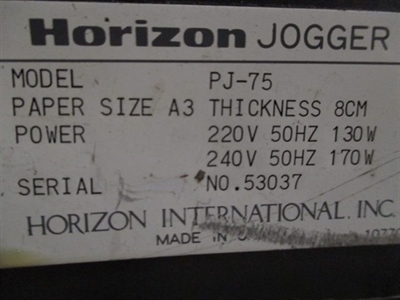 Horizon JOGGER
MODEL PJ-75
PAPER SIZE A3 THICKNESS 8CM
POWER 220V 50HZ 130W
240V 50HZ 170W
SERIAL NO.53037
HORIZON INTERNATIONAL. INC.
MADE IN